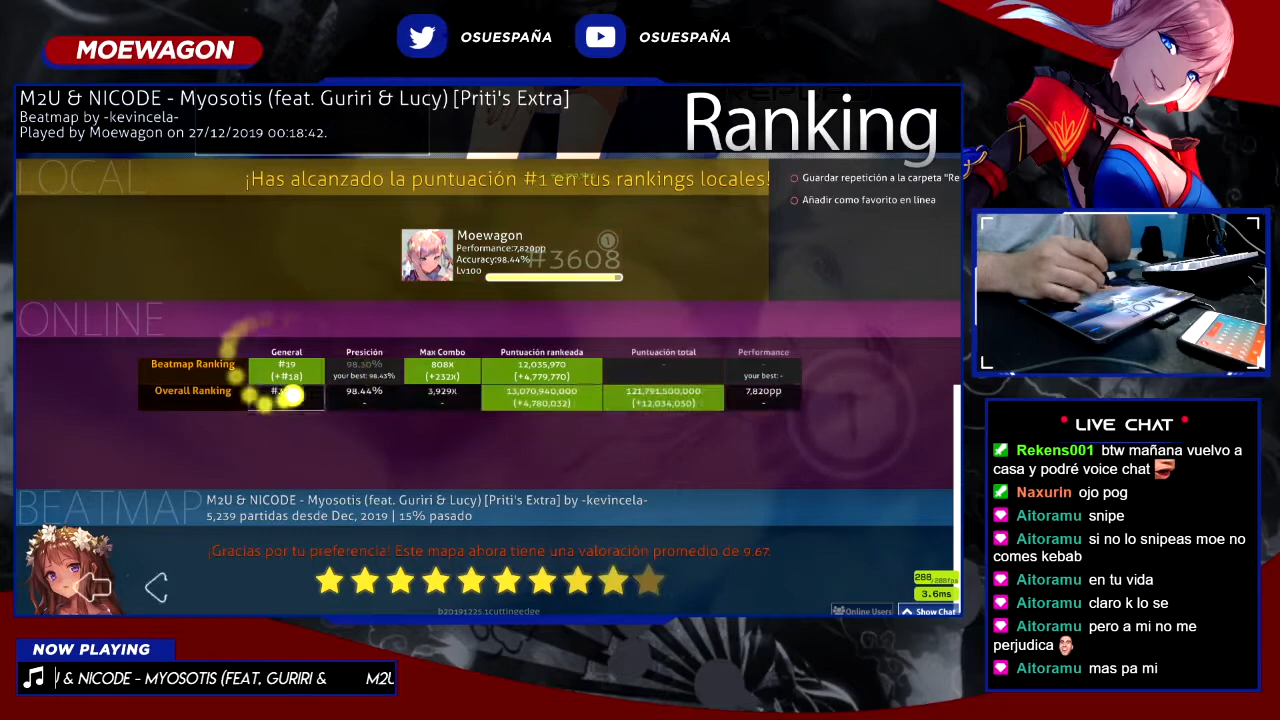 MOEWAGON
OSUESPAÑA
OSUESPAÑA
M2U & NICODE - Myosotis (feat. Guriri & Lucy) [Priti's Extra]
Beatmap by -kevincela-
Played by Moewagon on 27/12/2019 00:18:42.
Ranking
LOCAL
¡Has alcanzado la puntuación #1 en tus rankings locales!
Guardar repetición a la carpeta "Re
Añadir como favorito en línea
Moewagon
Performance:7,820pp
Accuracy:98.44%
Lv100
#3608
1
ONLINE
General Presición Max Combo Puntuación rankeada Puntuación total Performance
Beatmap Ranking #19 98.30% 808x 12,035,970 - -
(+#18) your best: 98.43% (+232x) (+4,779,770) your best: -
Overall Ranking 98.44% 3,929x 13,070,940,000 121,791,500,000 7,820pp
- - (+4,780,032) (+12,034,050) -
BEATMAP
M2U & NICODE - Myosotis (feat. Guriri & Lucy) [Priti's Extra] by -kevincela-
5,239 partidas desde Dec, 2019 | 15% pasado
¡Gracias por tu preferencia! Este mapa ahora tiene una valoración promedio de 9.67.
288/288fps
3.6ms
b20191225.1cuttingedge
Online Users
Show Chat
MOE
LIVE CHAT
Rekens001 btw mañana vuelvo a
casa y podré voice chat
Naxurin ojo pog
Aitoramu snipe
Aitoramu si no lo snipeas moe no
comes kebab
Aitoramu en tu vida
Aitoramu claro k lo se
Aitoramu pero a mi no me
perjudica
Aitoramu mas pa mi
NOW PLAYING
& NICODE - MYOSOTIS (FEAT. GURIRI & M2U